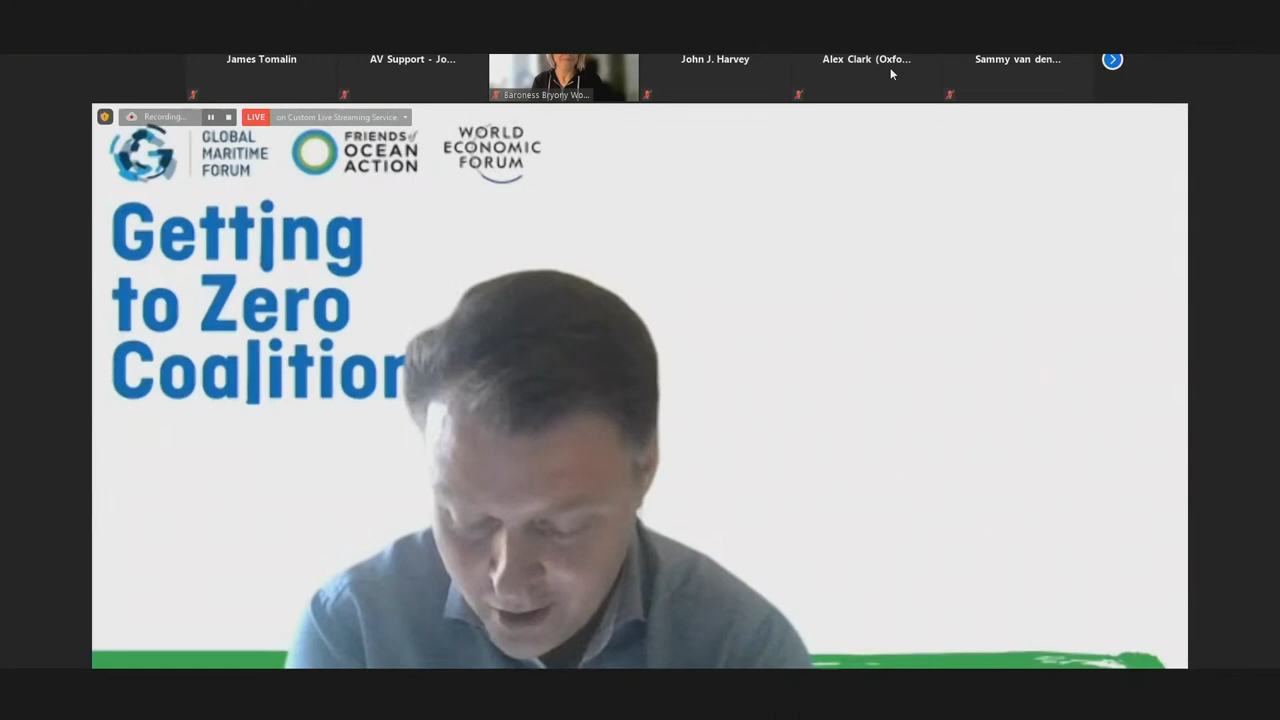 James Tomalin
AV Support - Jo...
John J. Harvey
Alex Clark (Oxfo...
Sammy van den...
Baroness Bryony Wo...
Recording...
LIVE
on Custom Live Streaming Service.
GLOBAL
MARITIME
FORUM
FRIENDS of
OCEAN
ACTION
WORLD
ECONOMIC
FORUM
Getting
to Zero
Coalition